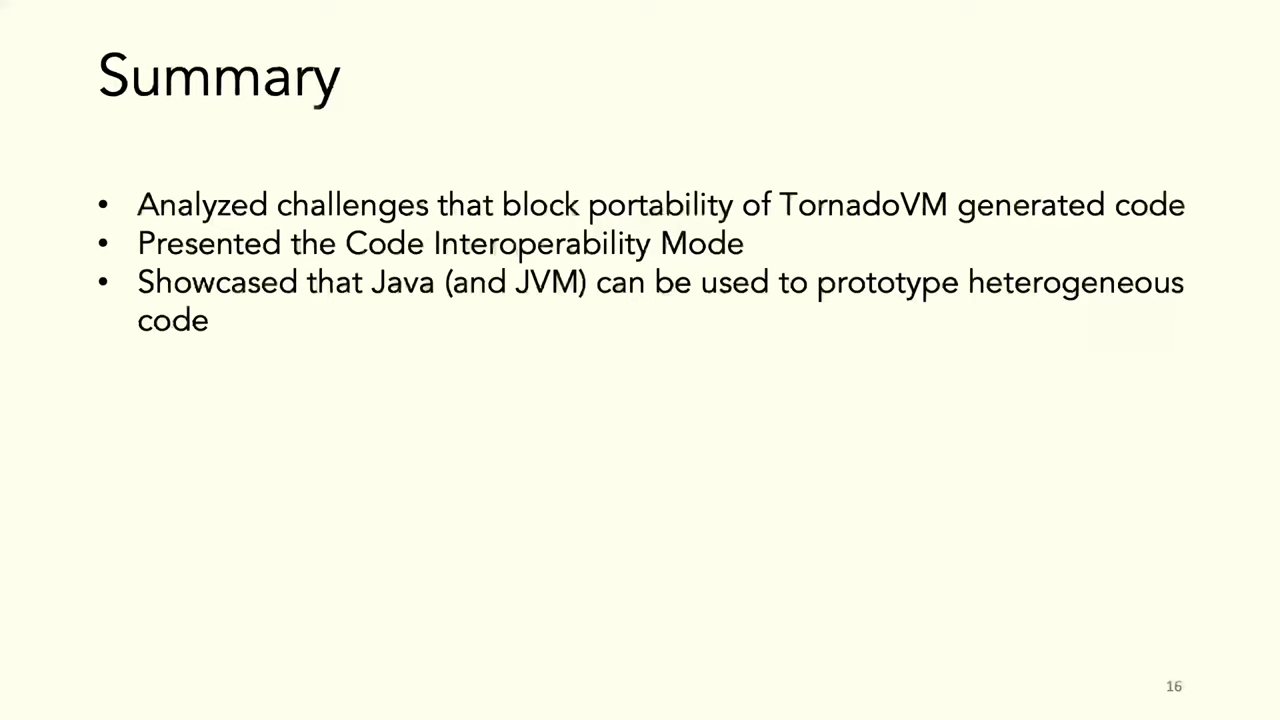 Summary
• Analyzed challenges that block portability of TornadoVM generated code
• Presented the Code Interoperability Mode
• Showcased that Java (and JVM) can be used to prototype heterogeneous
code
16